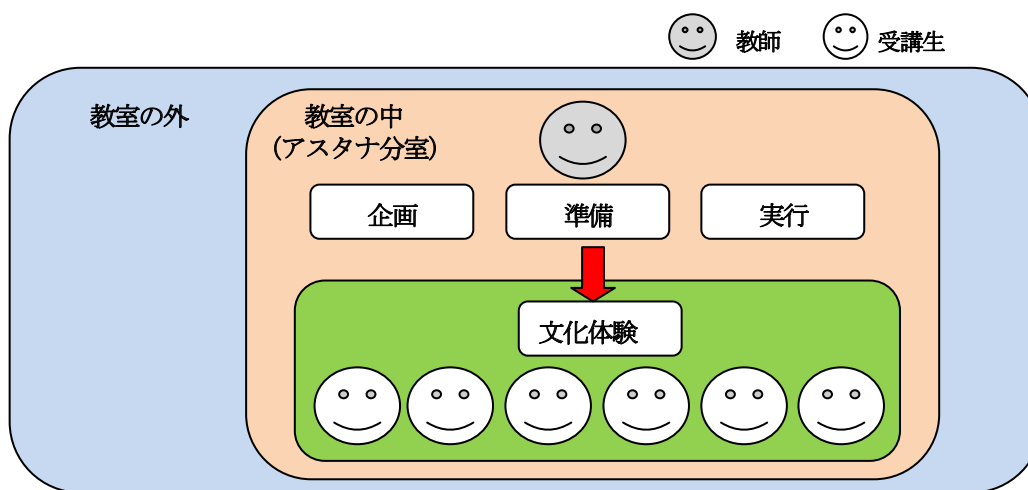 教師
受講生
教室の外
教室の中
(アスタナ分室)
企画
準備
実行
文化体験